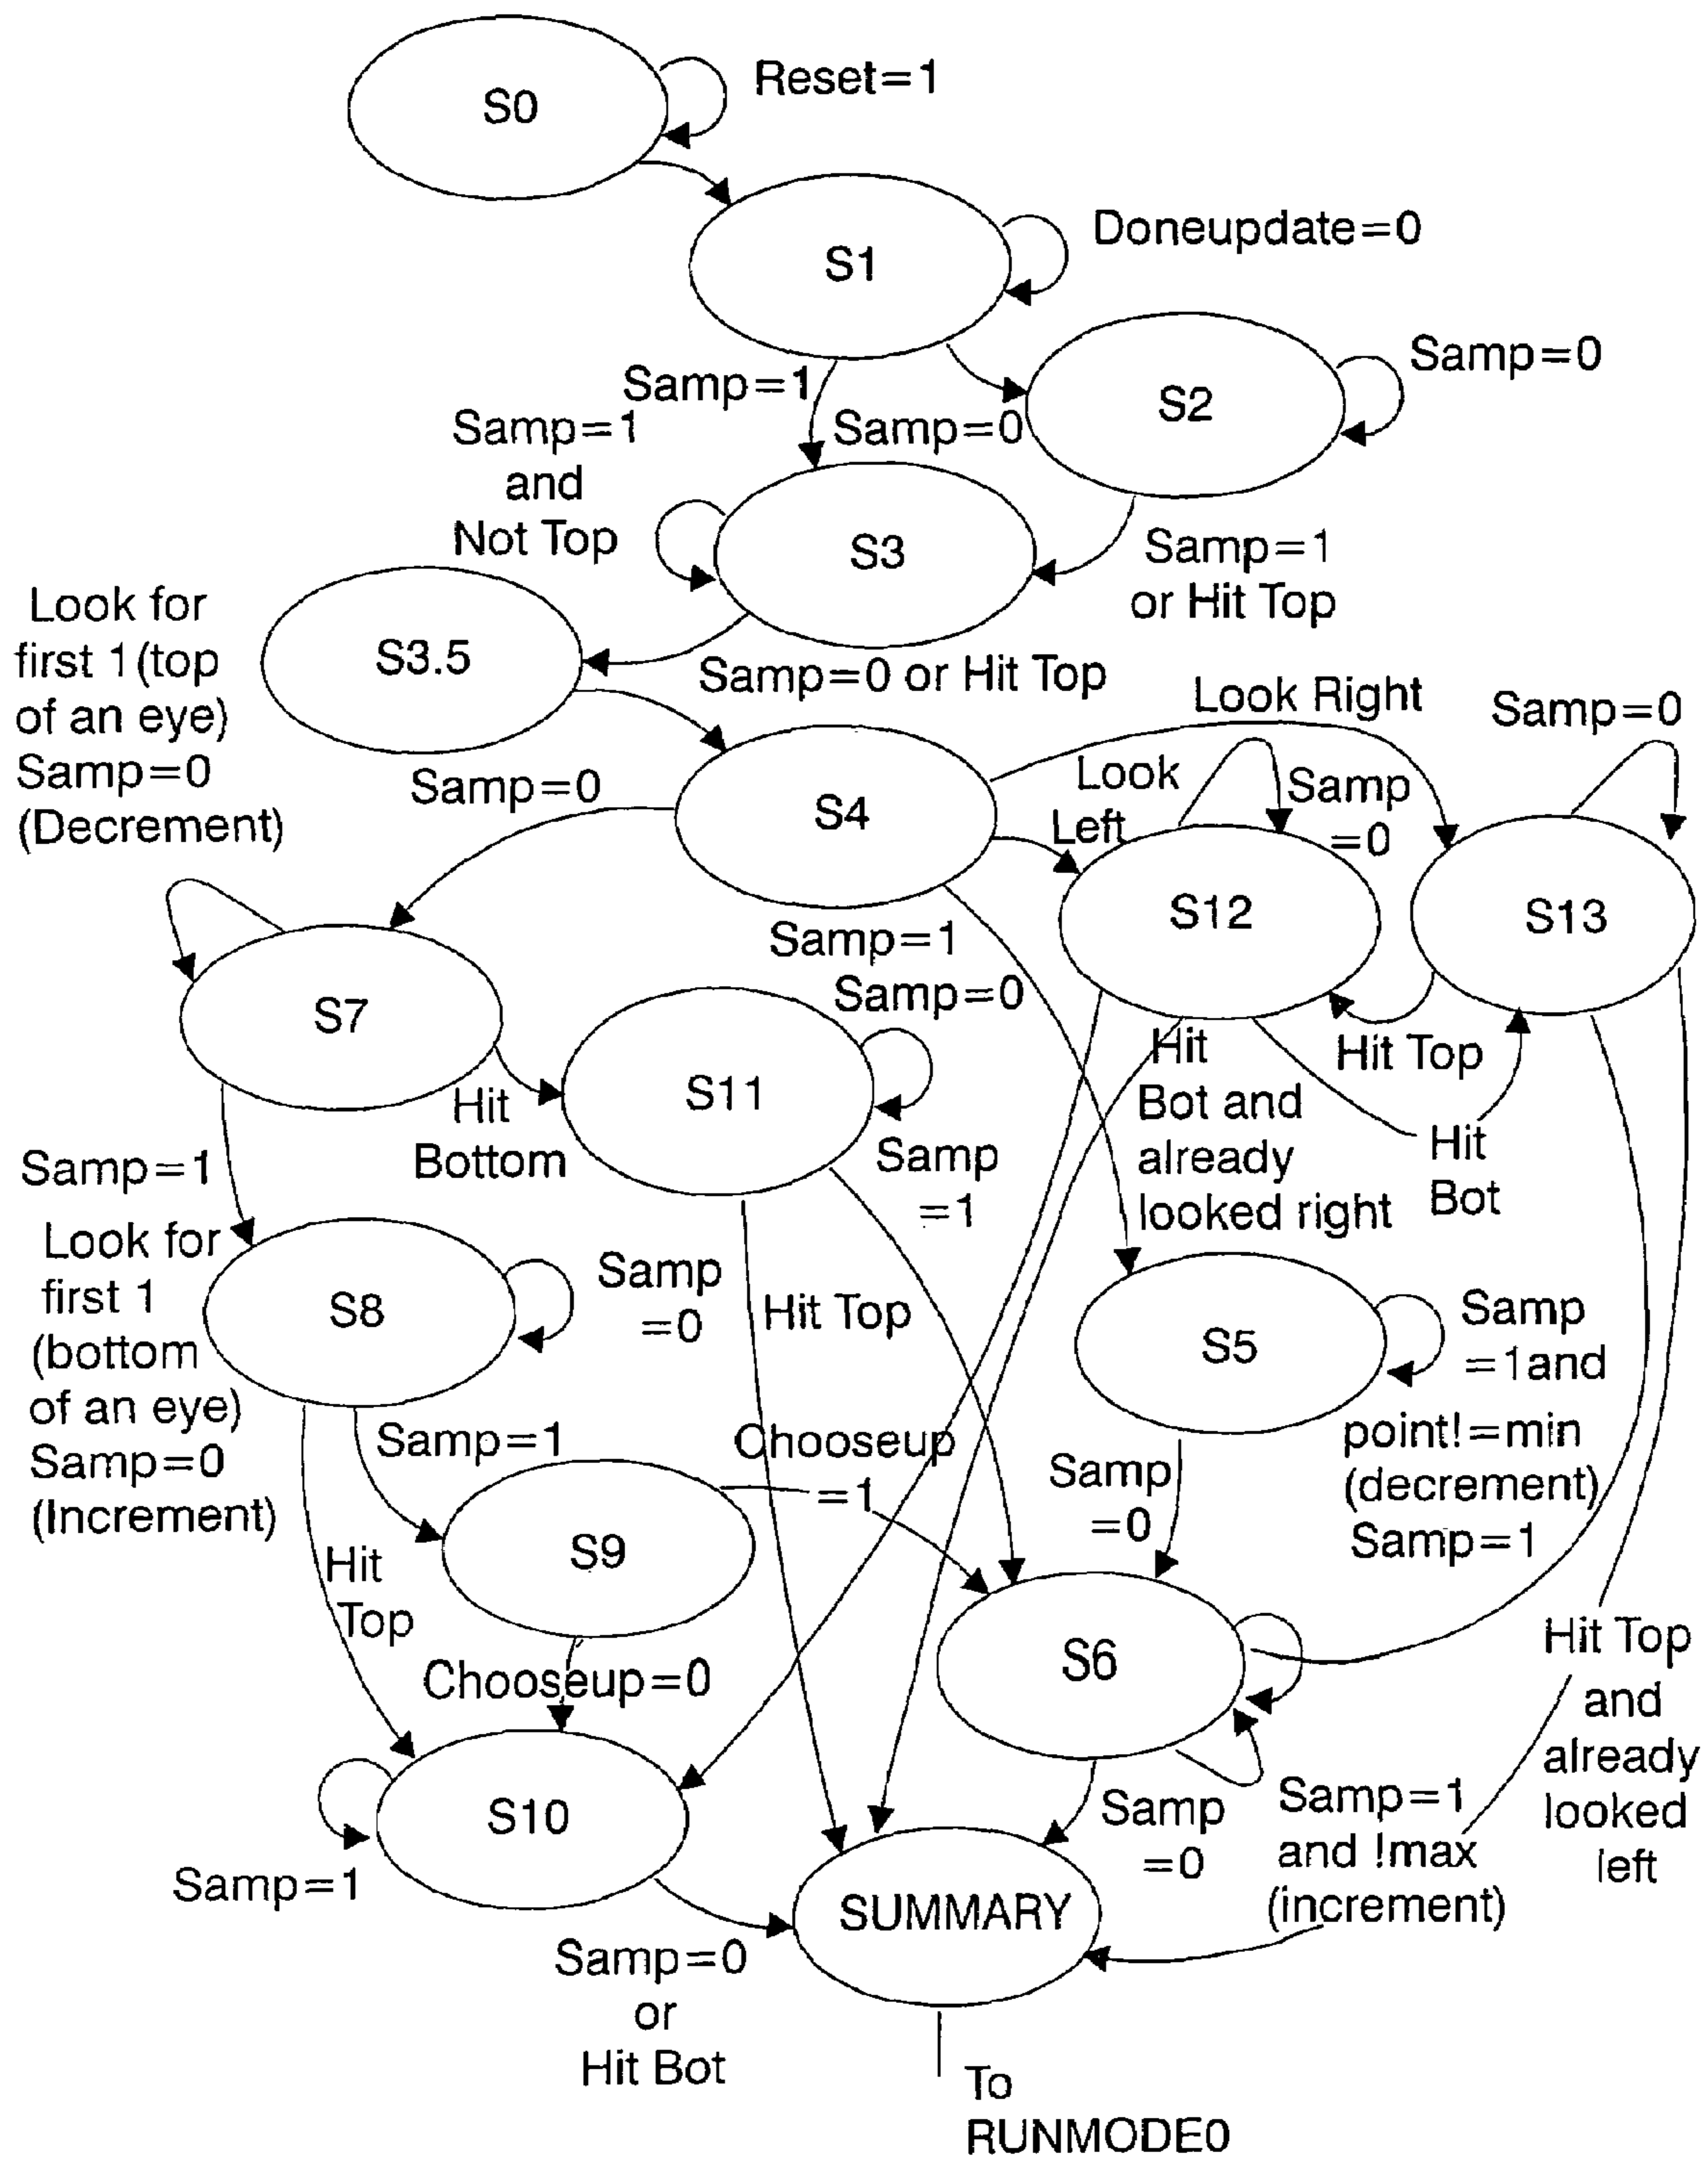 S0
Reset=1
S1
Doneupdate=0
Samp=1
Samp=0
S2
Samp=0
Samp=1
and
Not Top
S3
Samp=1
or Hit Top
Look for
first 1(top
of an eye)
Samp=0
(Decrement)
S3.5
Samp=0 or Hit Top
Samp=0
S4
Look Right
Look
Left
Samp
=0
Samp=0
S12
S13
Samp=1
Samp=0
S7
Hit
Bottom
S11
Samp
=1
Hit
Bot and
already
looked right
Hit Top
Hit
Bot
Samp=1
Look for
first 1
(bottom
of an eye)
Samp=0
(Increment)
S8
Samp
=0
Hit Top
S5
Samp
=1and
point!=min
(decrement)
Samp=1
Samp=1
Chooseup
=1
Samp
=0
Hit
Top
S9
Chooseup=0
S6
Hit Top
and
already
looked
left
S10
Samp=1
Samp
=0
Samp=1
and !max
(increment)
SUMMARY
Samp=0
or
Hit Bot
To
RUNMODE0